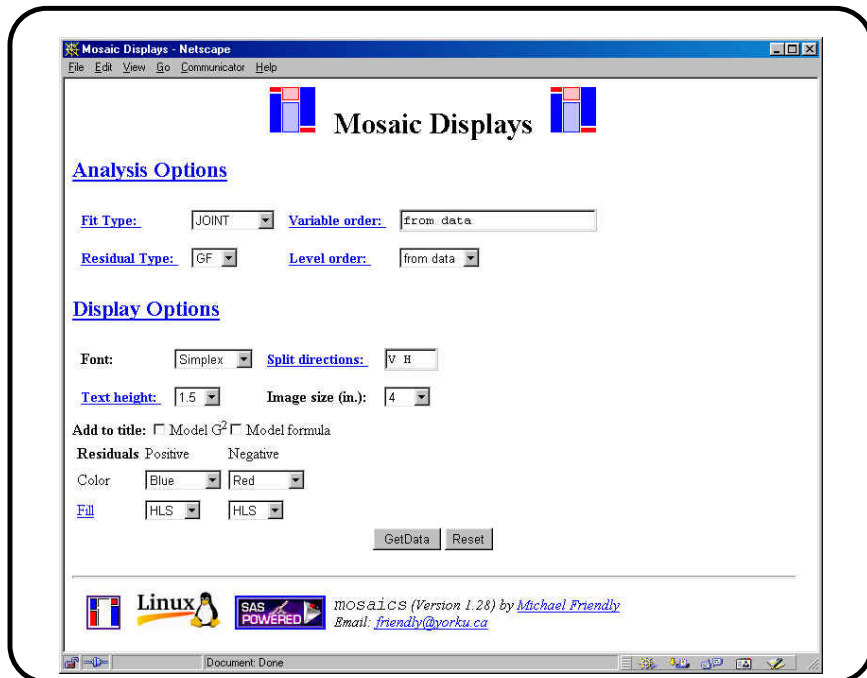 Mosaic Displays - Netscape
File Edit View Go Communicator Help
Mosaic Displays
Analysis Options
Fit Type: JOINT Variable order: from data
Residual Type: GF Level order: from data
Display Options
Font: Simplex Split directions: V H
Text height: 1.5 Image size (in.): 4
Add to title: Model G² Model formula
Residuals Positive Negative
Color Blue Red
Fill HLS HLS
GetData Reset
Linux SAS POWERED mosaics (Version 1.28) by Michael Friendly
Email: friendly@yorku.ca
Document: Done